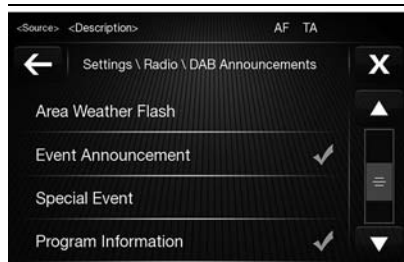 <Source> <Description> AF TA
Settings \ Radio \ DAB Announcements X
Area Weather Flash
Event Announcement
Special Event
Program Information